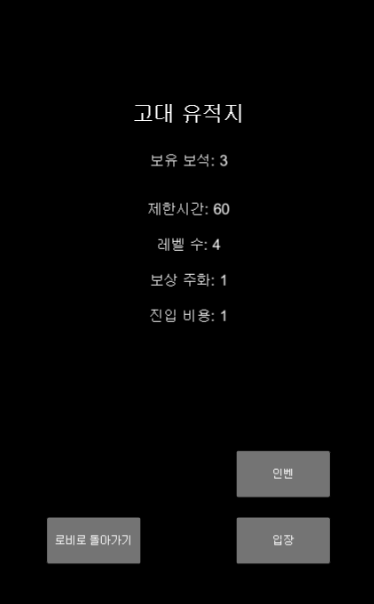 고대 유적지
보유 보석: 3
제한시간: 60
레벨 수: 4
보상 주화: 1
진입 비용: 1
인벤
로비로 돌아가기
입장